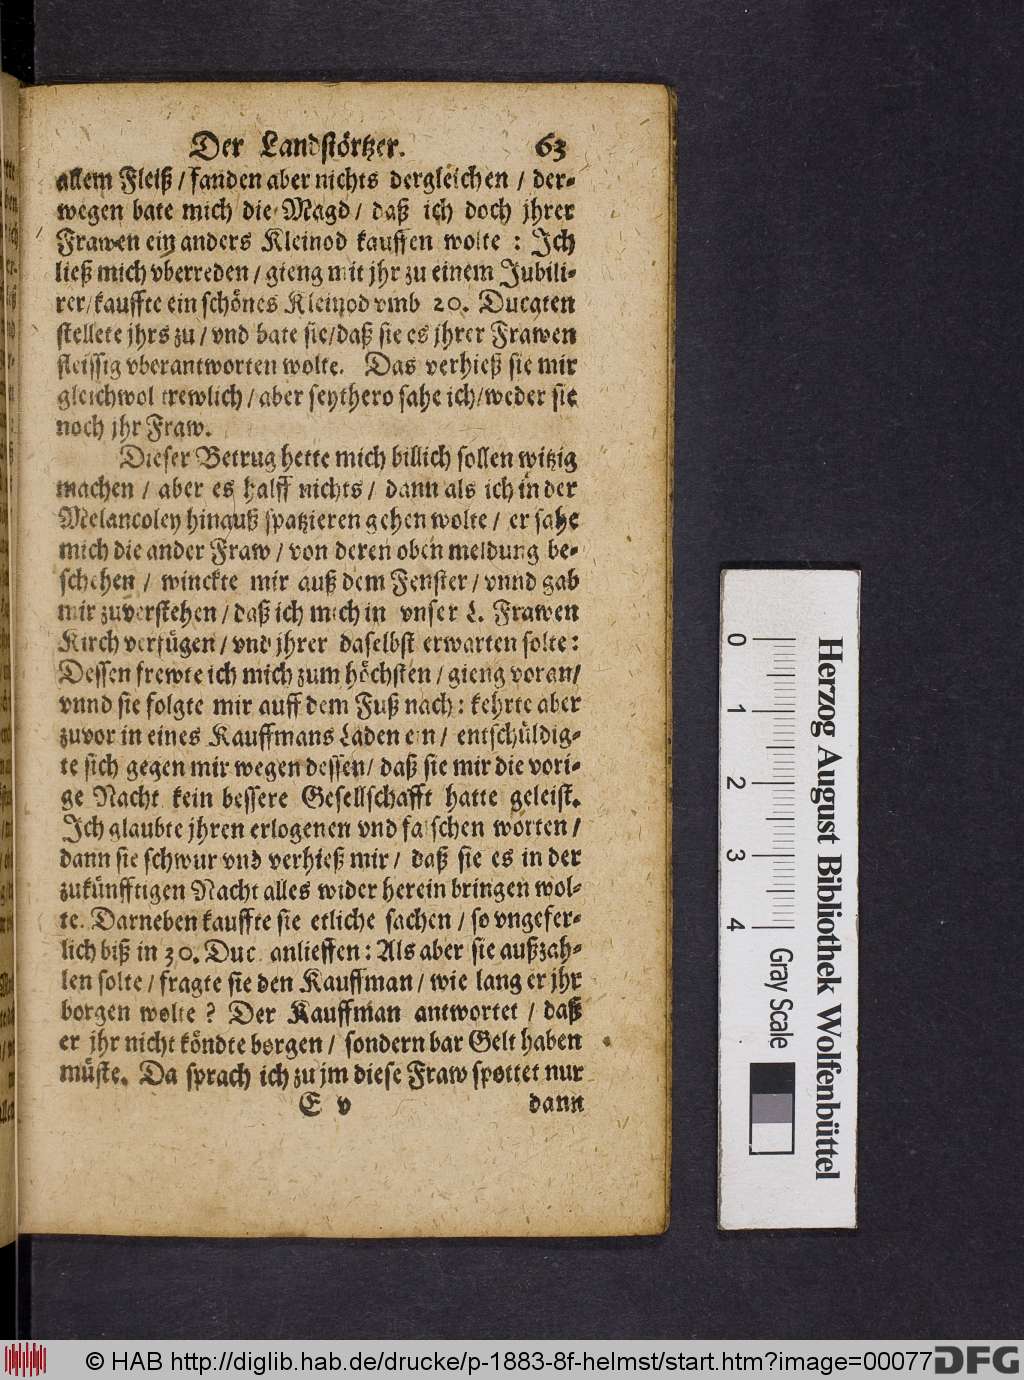 Der Landstörtzer. 63
allem Fleiß / fanden aber nichts dergleichen / der-
wegen bate mich die Magd / daß ich doch jhrer
Frawen ein anders Kleinod kauffen wolte : Ich
ließ mich vberreden / gieng mit jhr zu einem Jubili-
rer / kauffte ein schönes Kleinod vmb 20. Ducaten
stellete jhrs zu / vnd bate sie / daß sie es jhrer Frawen
fleissig vberantworten wolte. Das verhieß sie mir
gleichwol trewlich / aber seythero sahe ich / weder sie
noch jhr Fraw.
Dieser Betrug hette mich billich sollen witzig
machen / aber es halff nichts / dann als ich in der
Melancoley hinauß spatzieren gehen wolte / ersahe
mich die ander Fraw / von deren oben meldung be-
schehen / winckte mir auß dem Fenster / vnnd gab
mir zuverstehen / daß ich mich in vnser L. Frawen
Kirch verfügen / vnd jhrer daselbst erwarten solte :
Dessen frewte ich mich zum höchsten / gieng voran /
vnnd sie folgte mir auff dem Fuß nach : kehrte aber
zuvor in eines Kauffmans Laden ein / entschüldig-
te sich gegen mir wegen dessen / daß sie mir die vori-
ge Nacht kein bessere Gesellschafft hatte geleist.
Ich glaubte jhren erlogenen vnd falschen worten /
dann sie schwur vnd verhieß mir / daß sie es in der
zukünfftigen Nacht alles wider herein bringen wol-
te. Darneben kauffte sie etliche sachen / so vngefer-
lich biß in 30. Duc. anlieffen : Als aber sie außzah-
len solte / fragte sie den Kauffman / wie lang er jhr
borgen wolte ? Der Kauffman antwortet / daß
er jhr nicht köndte borgen / sondern bar Gelt haben
müste. Da sprach ich zu jm diese Fraw spottet nur
E v dann
Herzog August Bibliothek Wolfenbüttel
0 1 2 3 4 Gray Scale
© HAB http://diglib.hab.de/drucke/p-1883-8f-helmst/start.htm?image=00077
DFG